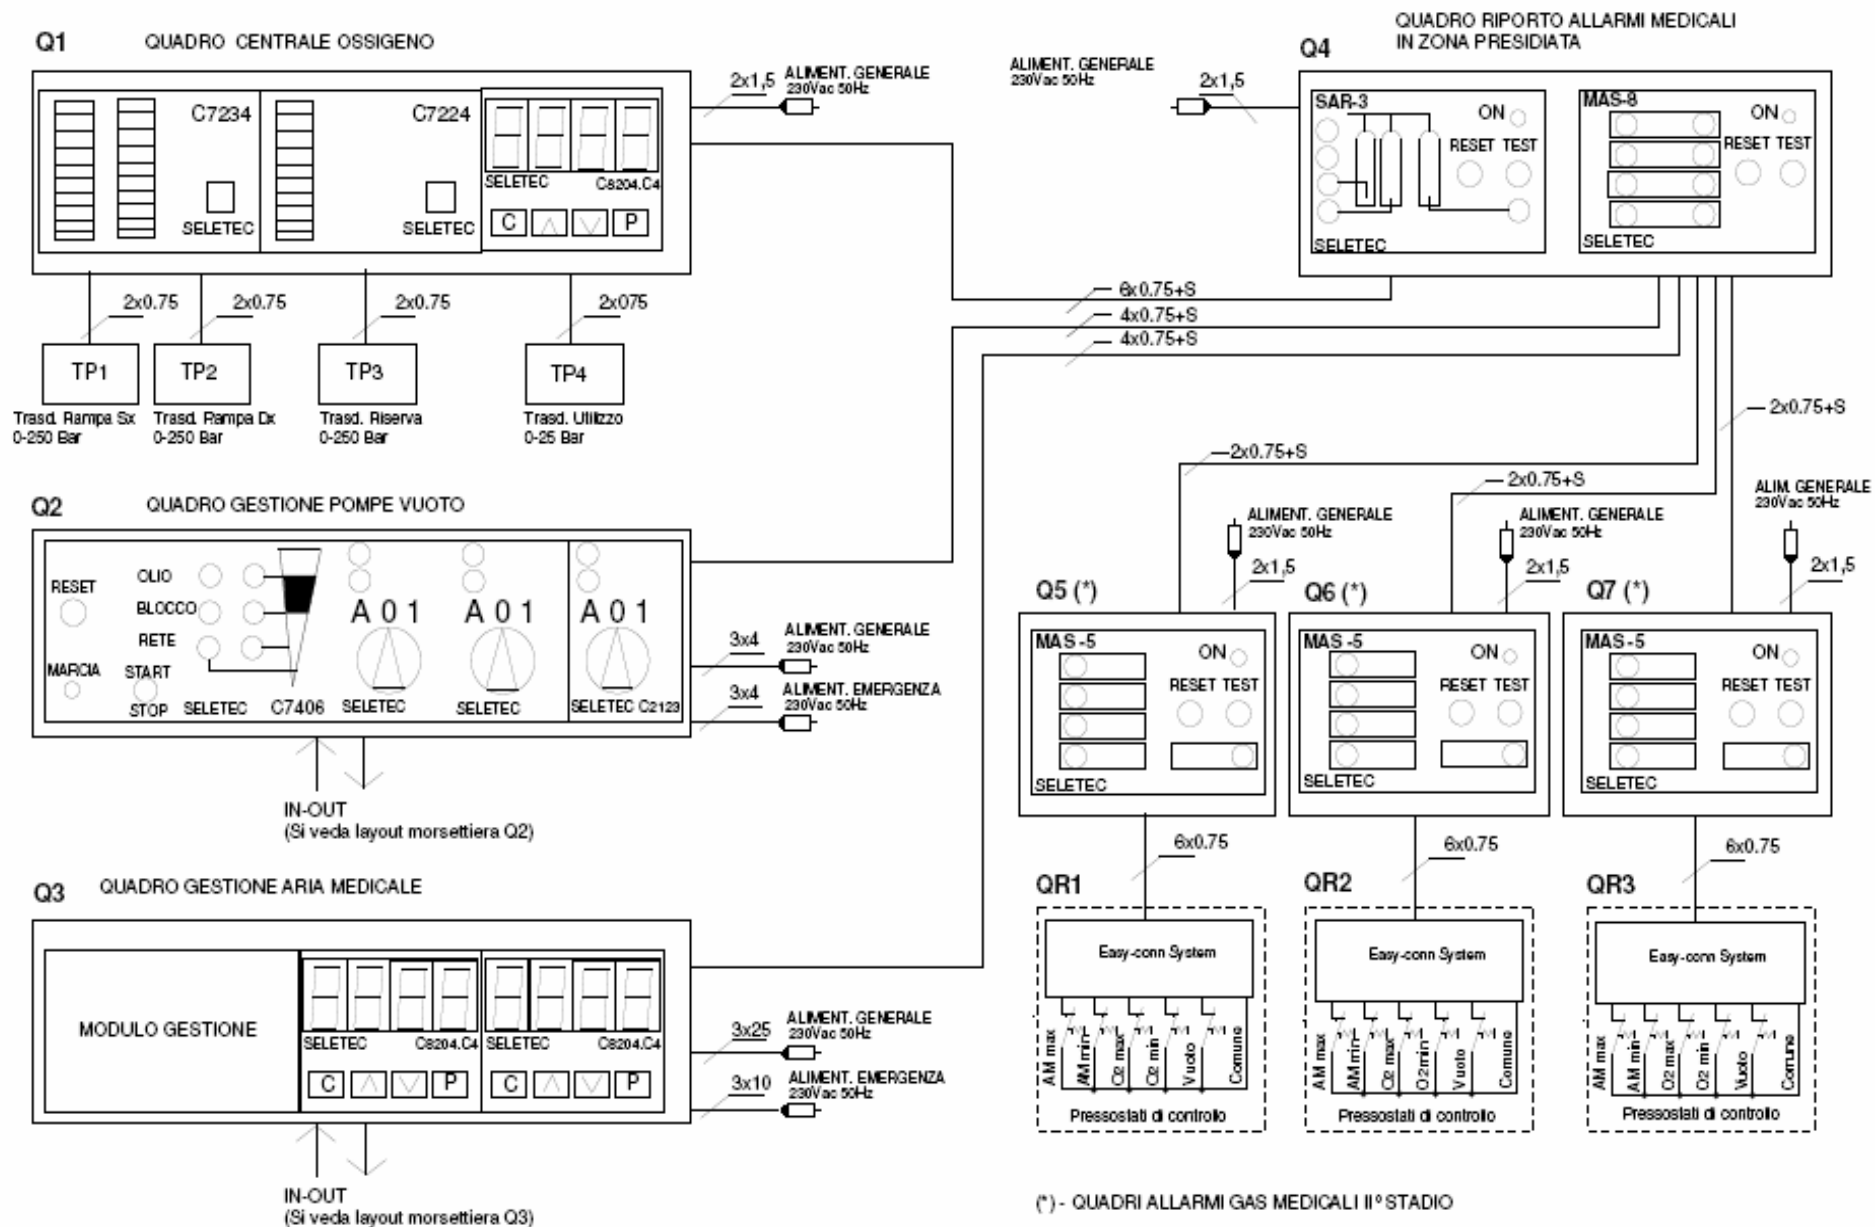 Q1 QUADRO CENTRALE OSSIGENO
C7234
SELETEC
C7224
SELETEC
SELETEC C8204.C4
C P
2x1,5 ALIMENT. GENERALE
230Vac 50Hz
2x0.75
2x0.75
2x0.75
2x075
TP1
TP2
TP3
TP4
Trasd. Rampa Sx
0-250 Bar
Trasd. Rampa Dx
0-250 Bar
Trasd. Riserva
0-250 Bar
Trasd. Utilizzo
0-25 Bar
QUADRO RIPORTO ALLARMI MEDICALI
IN ZONA PRESIDIATA
Q4
ALIMENT. GENERALE
230Vac 50Hz
2x1,5
SAR-3
ON
RESET TEST
SELETEC
MAS-8
ON
RESET TEST
SELETEC
6x0.75+S
4x0.75+S
4x0.75+S
2x0.75+S
2x0.75+S
2x0.75+S
Q2 QUADRO GESTIONE POMPE VUOTO
RESET
OLIO
BLOCCO
RETE
MARCIA
START
STOP
SELETEC C7406
A 0 1
SELETEC
A 0 1
SELETEC
A 0 1
SELETEC C2123
3x4 ALIMENT. GENERALE
230Vac 50Hz
3x4 ALIMENT. EMERGENZA
230Vac 50Hz
IN-OUT
(Si veda layout morsettiera Q2)
ALIMENT. GENERALE
230Vac 50Hz
2x1,5
ALIMENT. GENERALE
230Vac 50Hz
2x1,5
ALIM. GENERALE
230Vac 50Hz
2x1,5
Q5 (*)
MAS -5
ON
RESET TEST
SELETEC
Q6 (*)
MAS -5
ON
RESET TEST
SELETEC
Q7 (*)
MAS -5
ON
RESET TEST
SELETEC
6x0.75
6x0.75
6x0.75
Q3 QUADRO GESTIONE ARIA MEDICALE
MODULO GESTIONE
SELETEC C8204.C4
C P
SELETEC C8204.C4
C P
3x25 ALIMENT. GENERALE
230Vac 50Hz
3x10 ALIMENT. EMERGENZA
230Vac 50Hz
IN-OUT
(Si veda layout morsettiera Q3)
QR1
Easy-conn System
AM max
AM min
O2 max
O2 min
Vuoto
Comune
Pressostati di controllo
QR2
Easy-conn System
AM max
AM min
O2 max
O2 min
Vuoto
Comune
Pressostati di controllo
QR3
Easy-conn System
AM max
AM min
O2 max
O2 min
Vuoto
Comune
Pressostati di controllo
(*) - QUADRI ALLARMI GAS MEDICALI II° STADIO